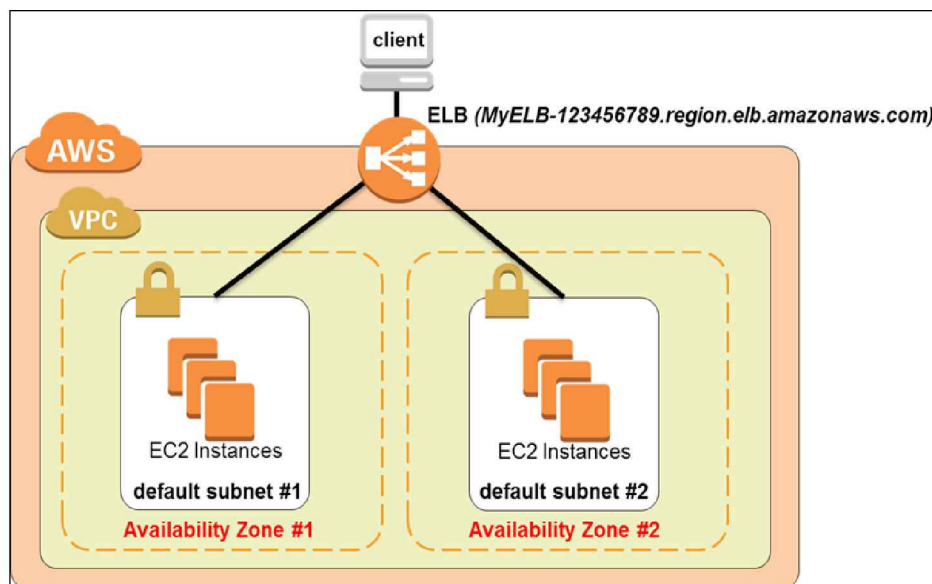 client
ELB (MyELB-123456789.region.elb.amazonaws.com)
AWS
VPC
EC2 Instances
default subnet #1
Availability Zone #1
EC2 Instances
default subnet #2
Availability Zone #2